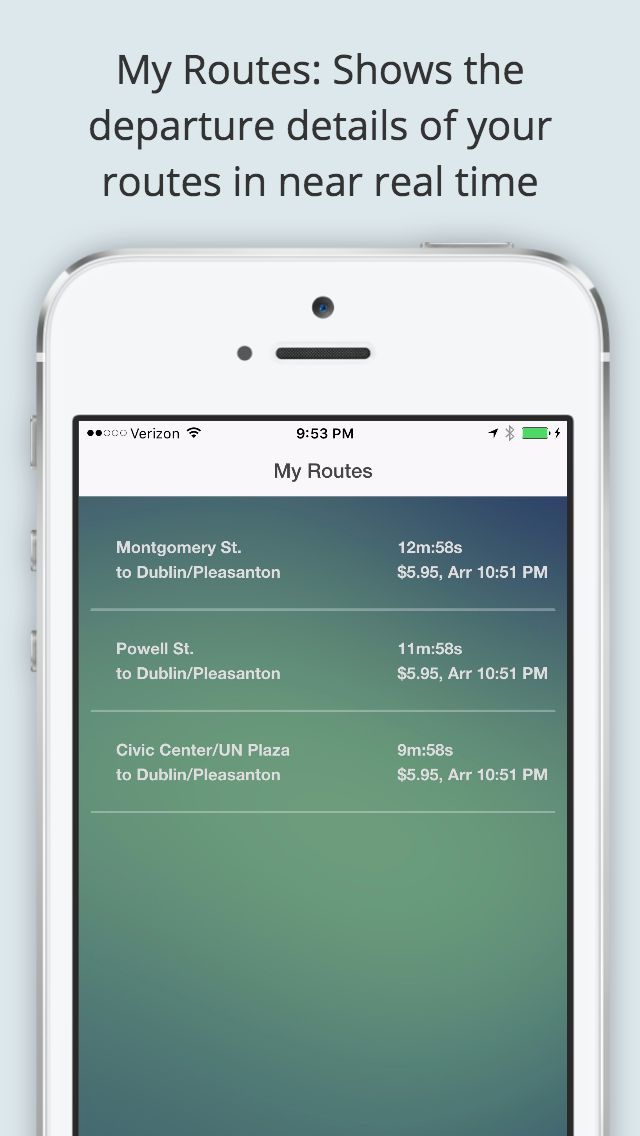 My Routes: Shows the
departure details of your
routes in near real time
Verizon 9:53 PM
My Routes
Montgomery St. 12m:58s
to Dublin/Pleasanton $5.95, Arr 10:51 PM
Powell St. 11m:58s
to Dublin/Pleasanton $5.95, Arr 10:51 PM
Civic Center/UN Plaza 9m:58s
to Dublin/Pleasanton $5.95, Arr 10:51 PM